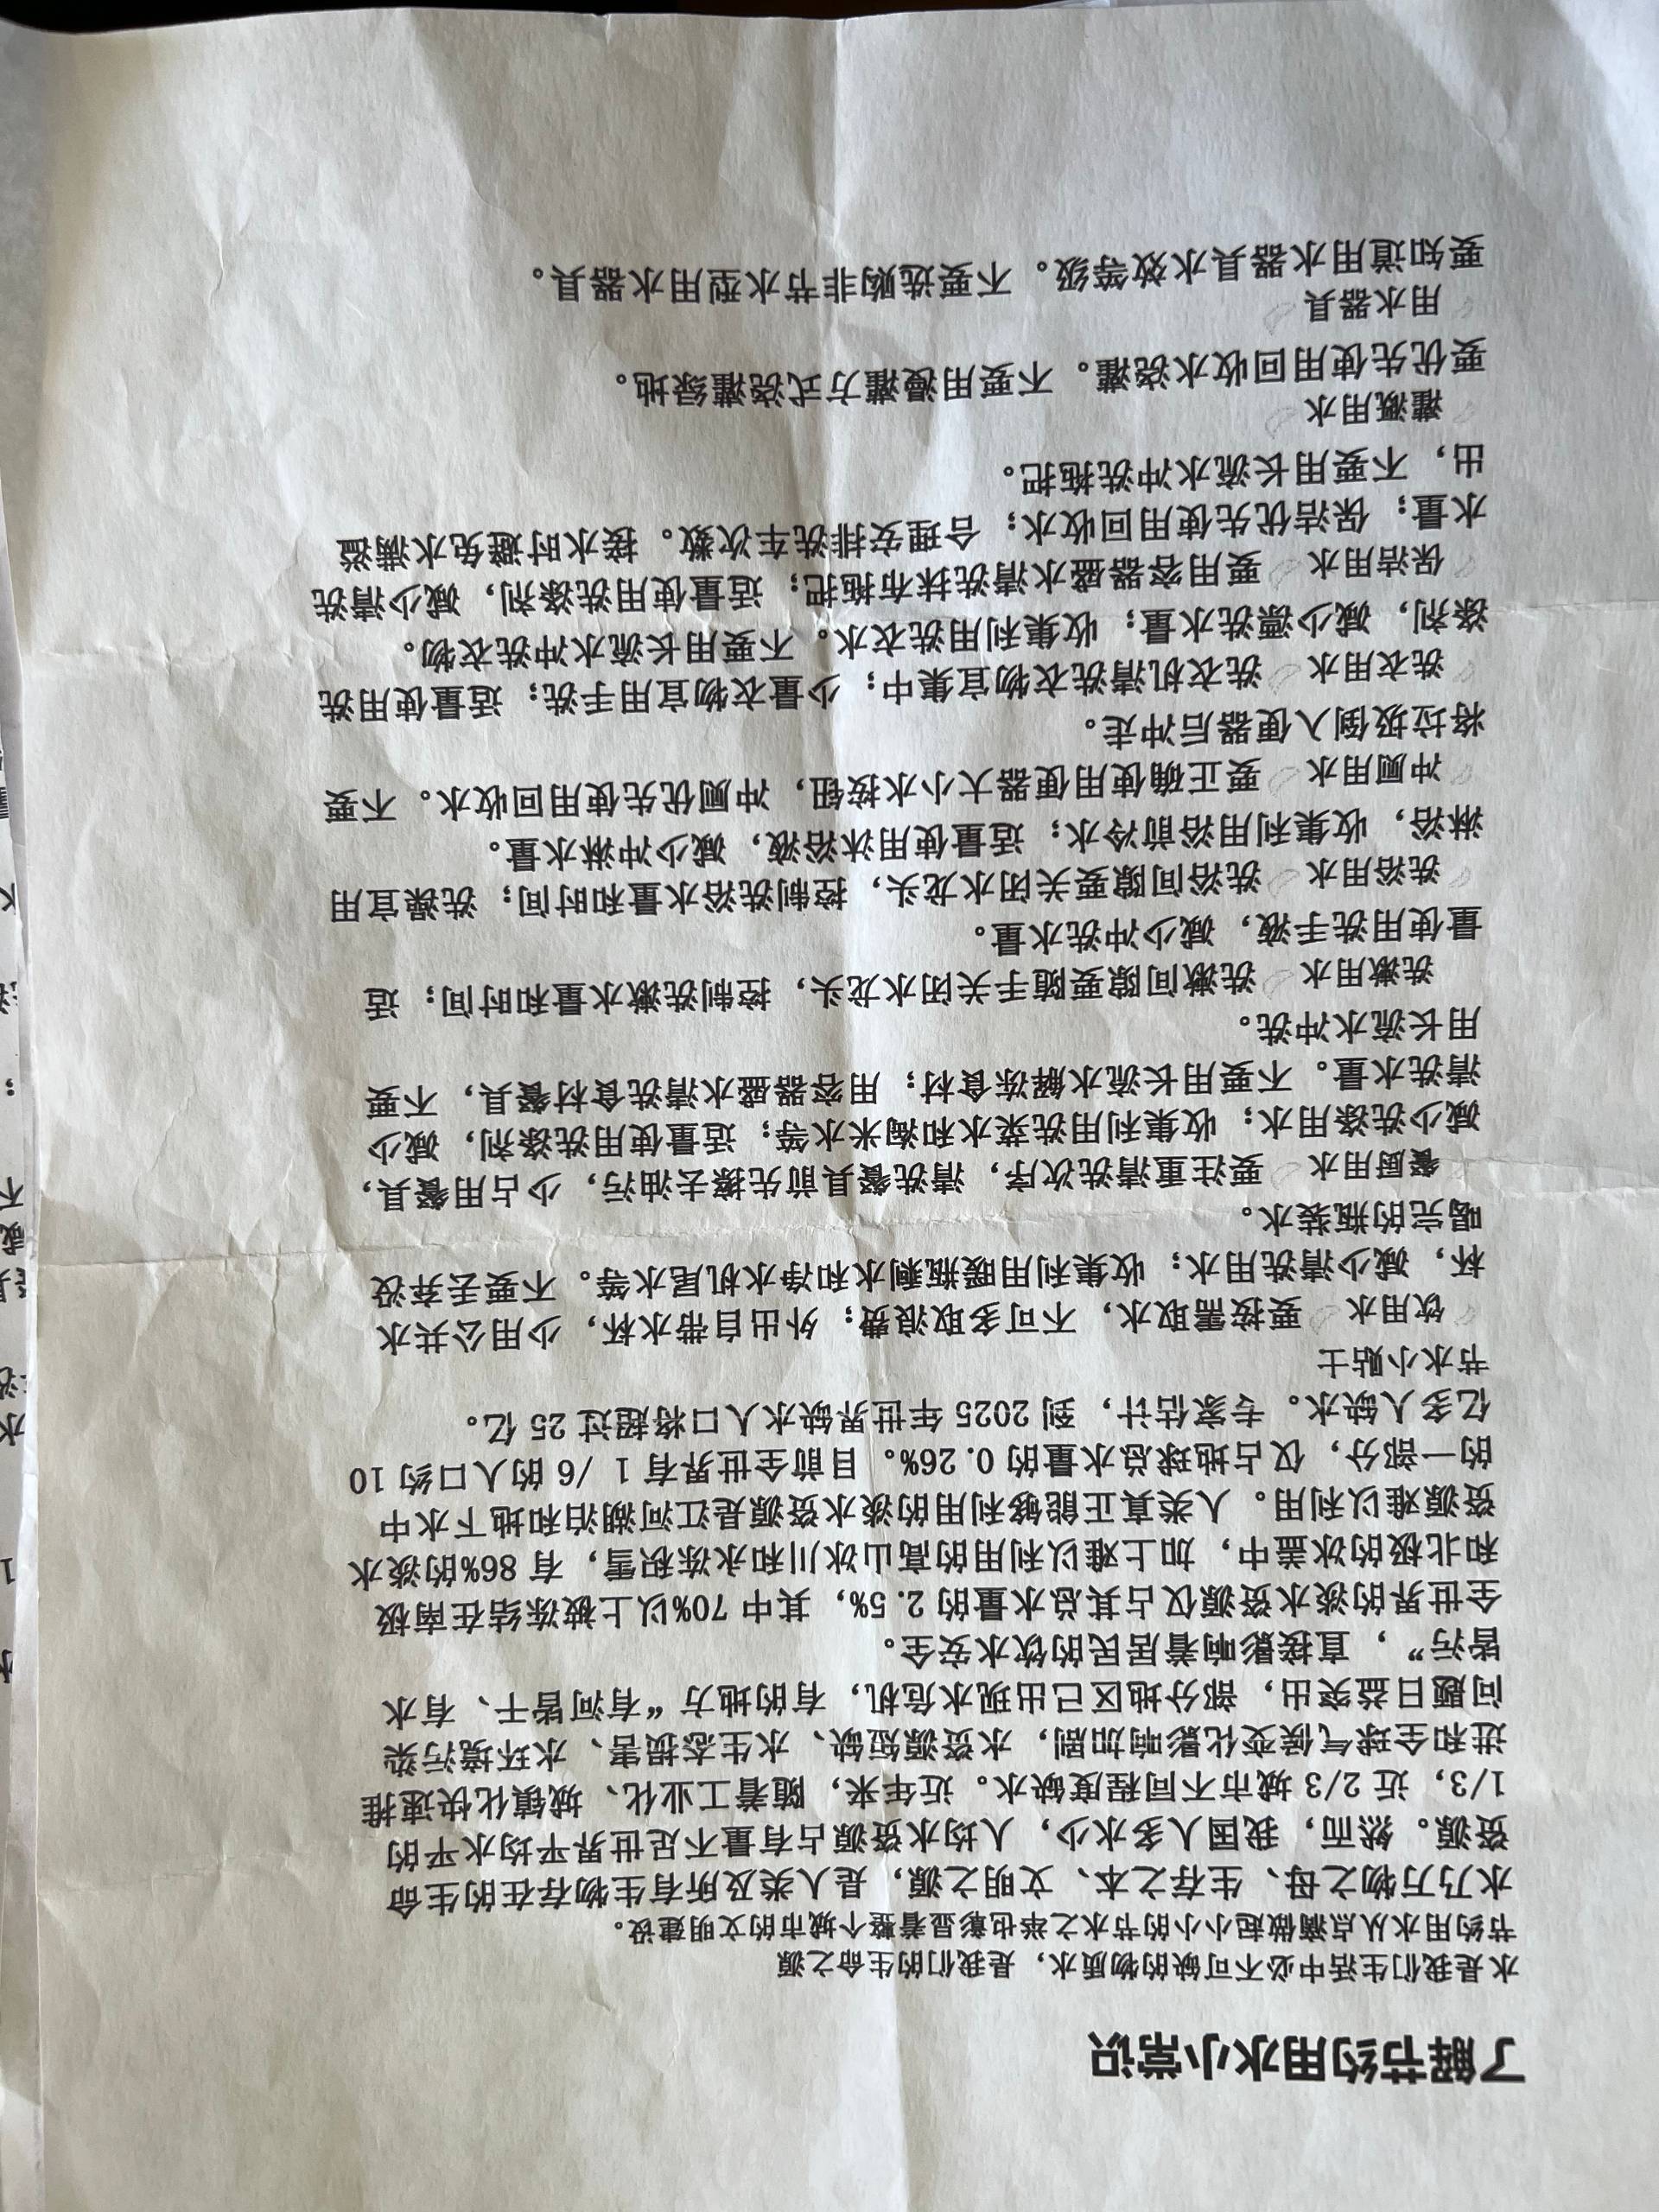 了解节约用水小常识
水是我们生活中必不可缺的物质水，是我们的生命之源
节约用水从点滴做起小小的节水之举也彰显着整个城市的文明建设。
水乃万物之母、生存之本、文明之源，是人类及所有生物存在的生命
资源。然而，我国人多水少，人均水资源占有量不足世界平均水平的
1/3，近 2/3 城市不同程度缺水。近年来，随着工业化、城镇化快速推
进和全球气候变化影响加剧，水资源短缺、水生态损害、水环境污染
问题日益突出，部分地区已出现水危机，有的地方“有河皆干、有水
皆污”，直接影响着居民的饮水安全。
全世界的淡水资源仅占其总水量的 2.5%，其中 70%以上被冻结在南极
和北极的冰盖中，加上难以利用的高山冰川和永冻积雪，有 86%的淡水
资源难以利用。人类真正能够利用的淡水资源是江河湖泊和地下水中
的一部分，仅占地球总水量的 0.26%。目前全世界有 1 /6 的人口约 10
亿多人缺水。专家估计，到 2025 年世界缺水人口将超过 25 亿。
节水小贴士
饮用水 要按需取水，不可多取浪费；外出自带水杯，少用公共水
杯，减少清洗用水；收集利用暖瓶剩水和净水机尾水等。不要丢弃没
喝完的瓶装水。
餐厨用水 要注重清洗次序，清洗餐具前先擦去油污，少占用餐具，
减少洗涤用水；收集利用洗菜水和淘米水等；适量使用洗涤剂，减少
清洗水量。不要用长流水解冻食材；用容器盛水清洗食材餐具，不要
用长流水冲洗。
洗漱用水 洗漱间隙要随手关闭水龙头，控制洗漱水量和时间；适
量使用洗手液，减少冲洗水量。
洗浴用水 洗浴间隙要关闭水龙头，控制洗浴水量和时间；洗澡宜用
淋浴，收集利用浴前冷水；适量使用沐浴液，减少冲淋水量。
冲厕用水 要正确使用便器大小水按钮，冲厕优先使用回收水。不要
将垃圾倒入便器后冲走。
洗衣用水 洗衣机清洗衣物宜集中；少量衣物宜用手洗；适量使用洗
涤剂，减少漂洗水量；收集利用洗衣水。不要用长流水冲洗衣物。
保洁用水 要用容器盛水清洗抹布拖把；适量使用洗涤剂，减少清洗
水量；保洁优先使用回收水；合理安排洗车次数。接水时避免水满溢
出，不要用长流水冲洗拖把。
灌溉用水
要优先使用回收水浇灌。不要用漫灌方式浇灌绿地。
用水器具
要知道用水器具水效等级。不要选购非节水型用水器具。